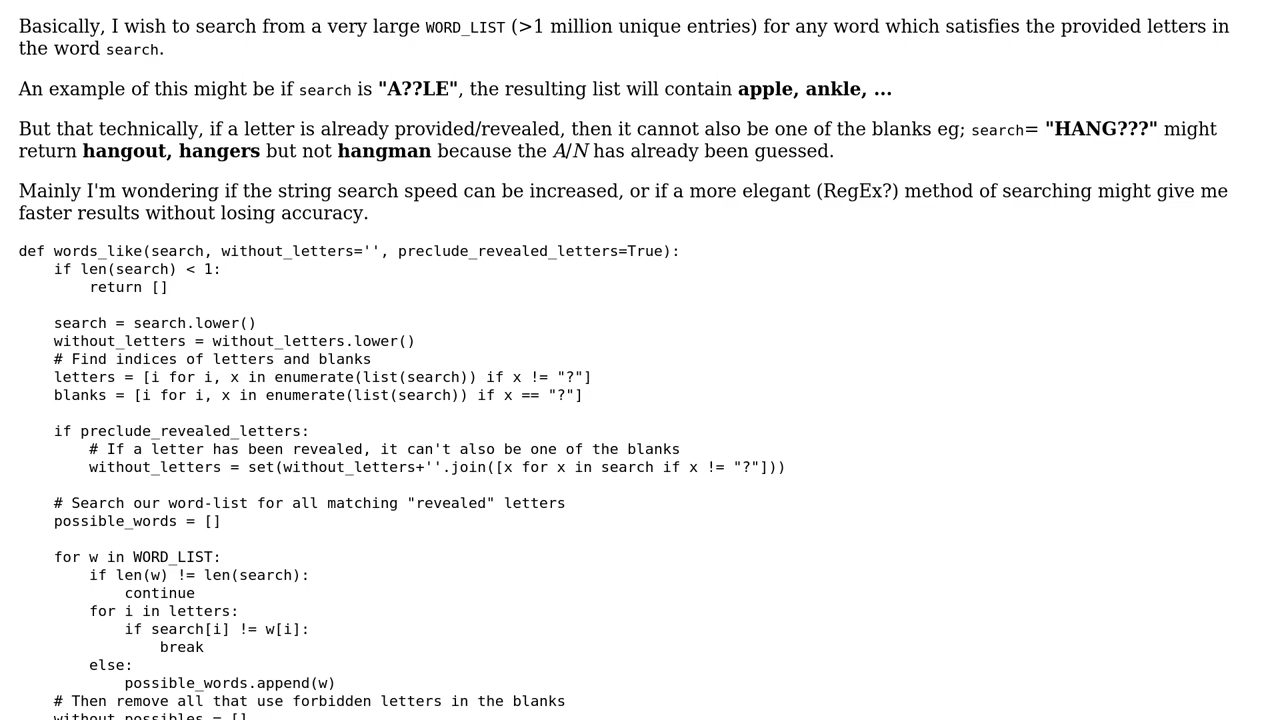 Basically, I wish to search from a very large WORD_LIST (>1 million unique entries) for any word which satisfies the provided letters in
the word search.
An example of this might be if search is "A??LE", the resulting list will contain apple, ankle, ...
But that technically, if a letter is already provided/revealed, then it cannot also be one of the blanks eg; search= "HANG???" might
return hangout, hangers but not hangman because the A/N has already been guessed.
Mainly I'm wondering if the string search speed can be increased, or if a more elegant (RegEx?) method of searching might give me
faster results without losing accuracy.
def words_like(search, without_letters='', preclude_revealed_letters=True):
    if len(search) < 1:
        return []
    search = search.lower()
    without_letters = without_letters.lower()
    # Find indices of letters and blanks
    letters = [i for i, x in enumerate(list(search)) if x != "?"]
    blanks = [i for i, x in enumerate(list(search)) if x == "?"]
    if preclude_revealed_letters:
        # If a letter has been revealed, it can't also be one of the blanks
        without_letters = set(without_letters+''.join([x for x in search if x != "?"]))
    # Search our word-list for all matching "revealed" letters
    possible_words = []
    for w in WORD_LIST:
        if len(w) != len(search):
            continue
        for i in letters:
            if search[i] != w[i]:
                break
        else:
            possible_words.append(w)
    # Then remove all that use forbidden letters in the blanks
    without_possibles = []